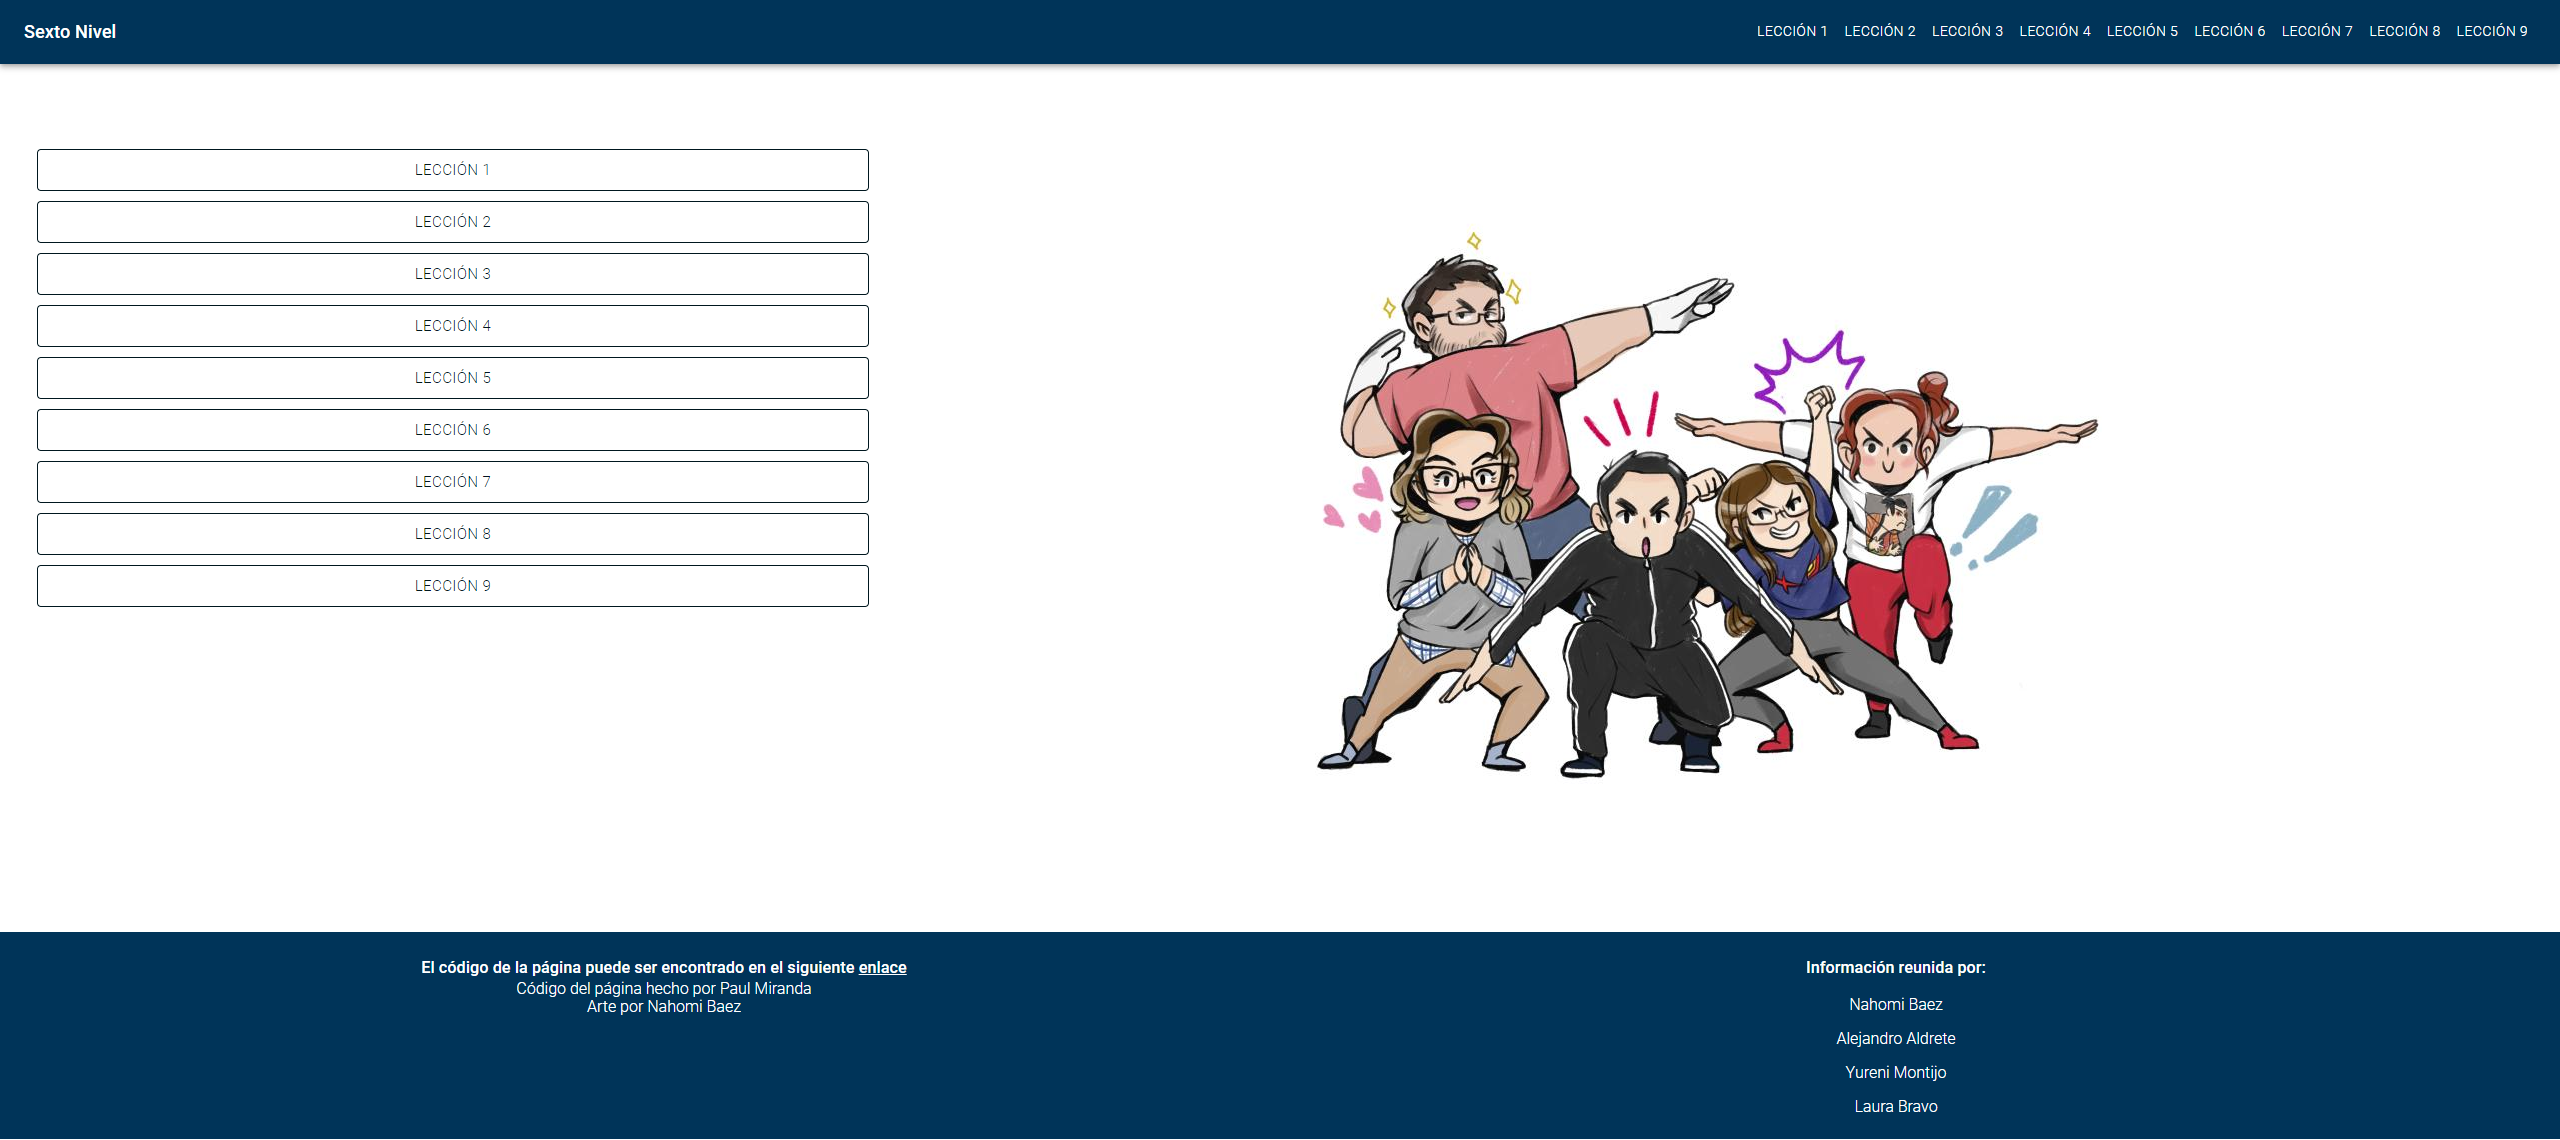 Sexto Nivel
LECCIÓN 1 LECCIÓN 2 LECCIÓN 3 LECCIÓN 4 LECCIÓN 5 LECCIÓN 6 LECCIÓN 7 LECCIÓN 8 LECCIÓN 9
LECCIÓN 1
LECCIÓN 2
LECCIÓN 3
LECCIÓN 4
LECCIÓN 5
LECCIÓN 6
LECCIÓN 7
LECCIÓN 8
LECCIÓN 9
El código de la página puede ser encontrado en el siguiente enlace
Código del página hecho por Paul Miranda
Arte por Nahomi Baez
Información reunida por:
Nahomi Baez
Alejandro Aldrete
Yureni Montijo
Laura Bravo